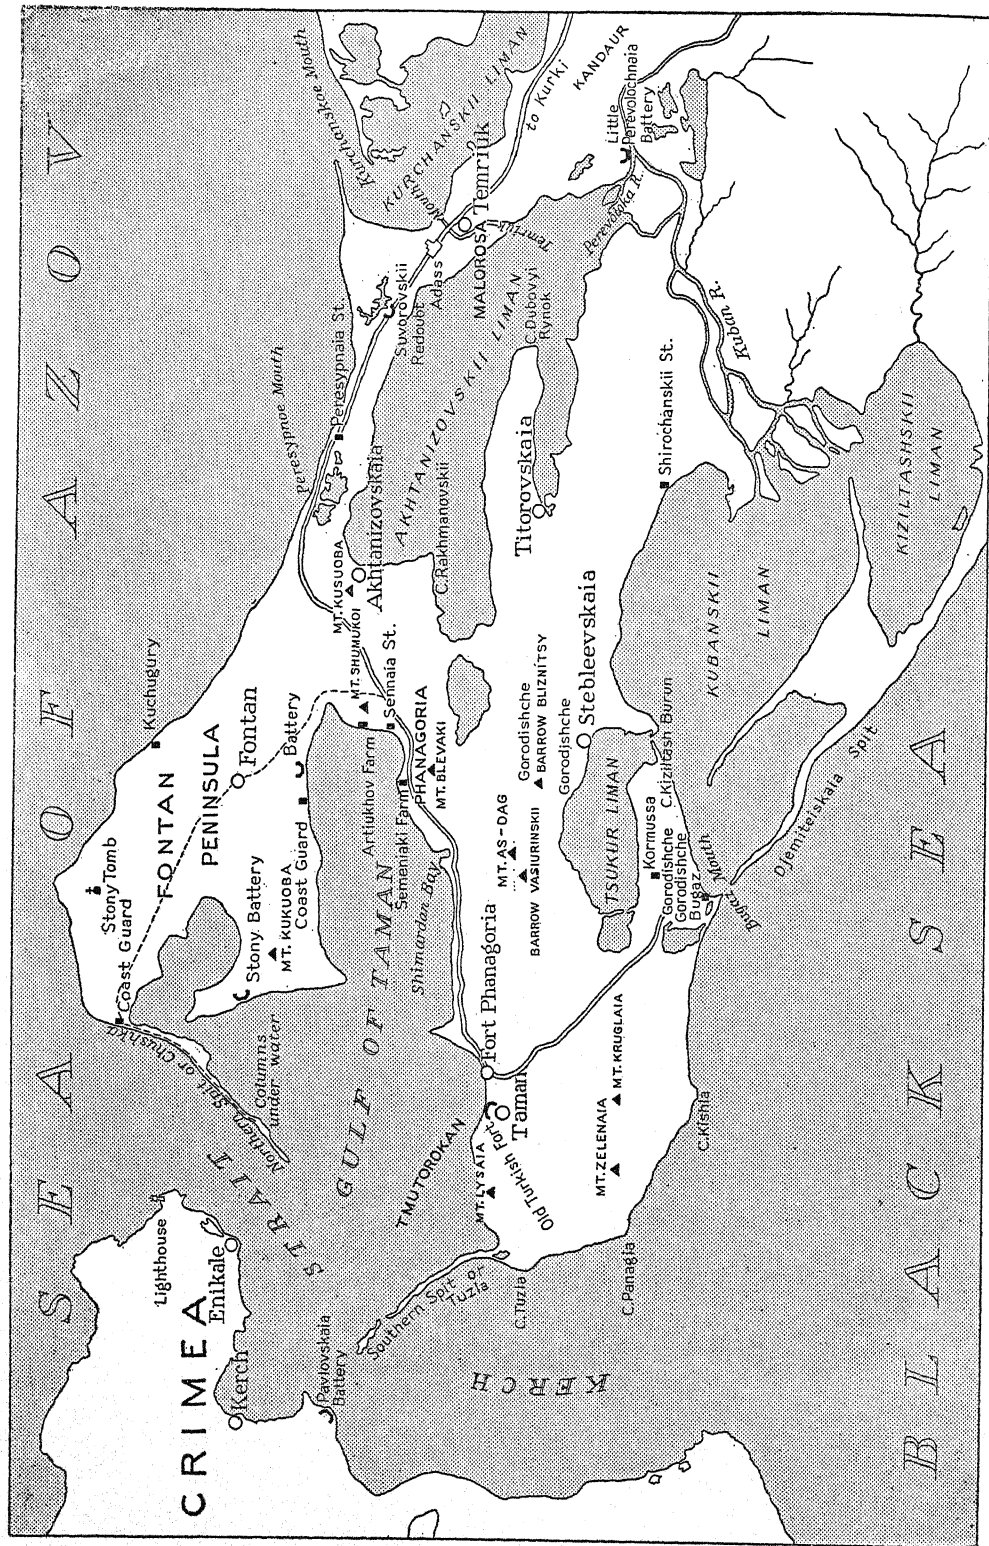 SEA OF AZOV
CRIMEA
Lighthouse
Enikale
Kerch
Pavlovskaia
Battery
STRAIT
KERCH
Northern Spit or Chushka
Columns
under water
Coast Guard
Stony Tomb
FONTAN
PENINSULA
Kuchugury
Fontan
Battery
Stony Battery
MT. KUKUOBA
Coast Guard
GULF OF TAMAN
Shimardan Bay
Artiukhov Farm
Semeniaki Farm
MT. SHUMUKOI
Sennaia St.
PHANAGORIA
MT. BLEVAKI
MT. KUSUOBA
Akhtanizovskaia
Peresypnoe Mouth
Peresypnaia St.
Suvorovskii
Redoubt
Adass
Kurchanskoe Mouth
KURCHANSKII LIMAN
Mouth
Temriuk
MALOROSA
Temriuk
to Kurki
KANDAUR
Little
Perevolochnaia
Battery
Perevoloka R.
AKHTANIZOVSKII LIMAN
C. Rakhmanovskii
C. Dubovyi
Rynok
Titorovskaia
Shirochanskii St.
Kuban R.
Stebleevskaia
Gorodishche
BARROW BLIZNITSY
Gorodishche
MT. AS-DAG
BARROW VASIURINSKII
TSUKUR LIMAN
Kormussa
C. Kiziltash Burun
Gorodishche
Gorodishche
Bugaz
Bugaz Mouth
KUBANSKII
LIMAN
KIZILTASHSKII
LIMAN
Djemiteiskaia Spit
Fort Phanagoria
Taman
Old Turkish Fort
TMUTOROKAN
MT. LYSAIA
MT. ZELENAIA
MT. KRUGLAIA
Southern Spit or
Tuzla
C. Tuzla
C. Panagia
C. Kishla
BLACK SEA